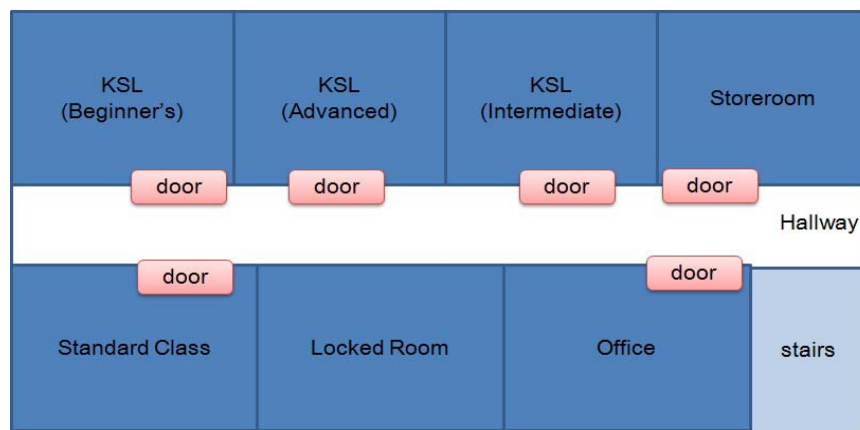 KSL
(Beginner's)
KSL
(Advanced)
KSL
(Intermediate)
Storeroom
door
door
door
door
Hallway
door
door
Standard Class
Locked Room
Office
stairs